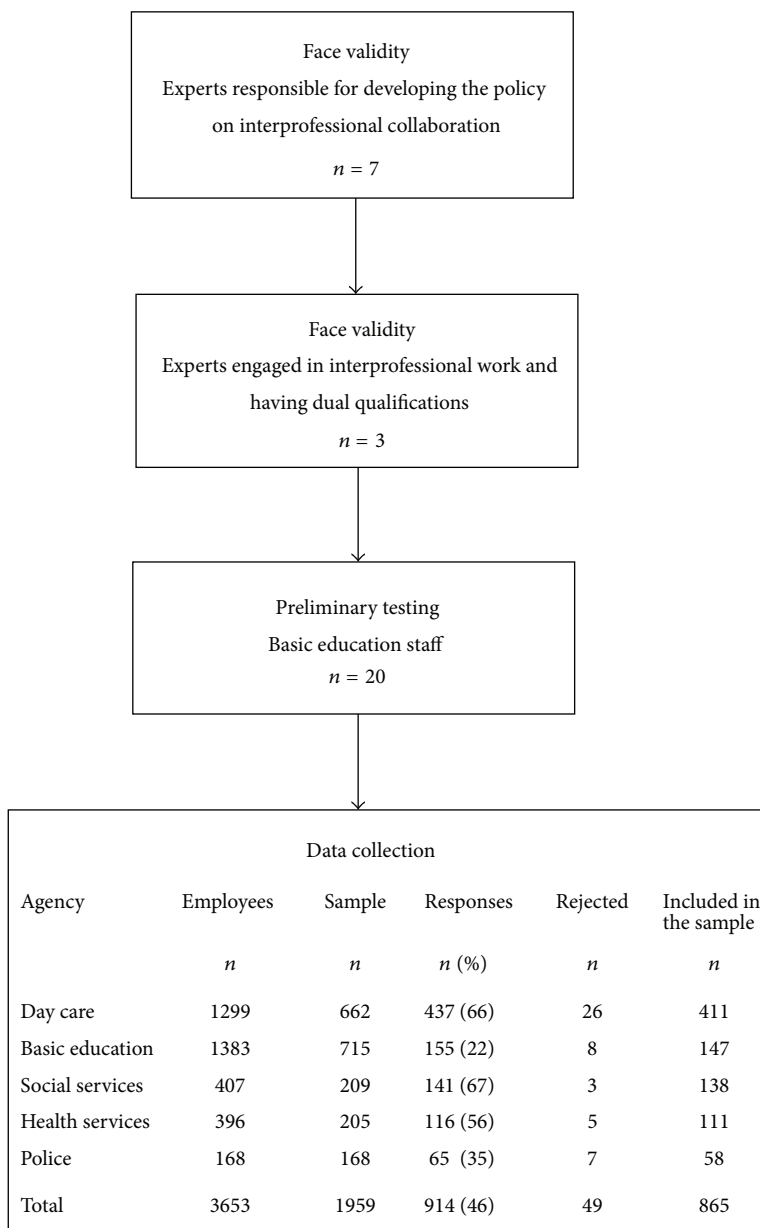 Face validity
Experts responsible for developing the policy
on interprofessional collaboration
n = 7
Face validity
Experts engaged in interprofessional work and
having dual qualifications
n = 3
Preliminary testing
Basic education staff
n = 20
Data collection
Agency Employees Sample Responses Rejected Included in the sample
n n n (%) n n
Day care 1299 662 437 (66) 26 411
Basic education 1383 715 155 (22) 8 147
Social services 407 209 141 (67) 3 138
Health services 396 205 116 (56) 5 111
Police 168 168 65 (35) 7 58
Total 3653 1959 914 (46) 49 865